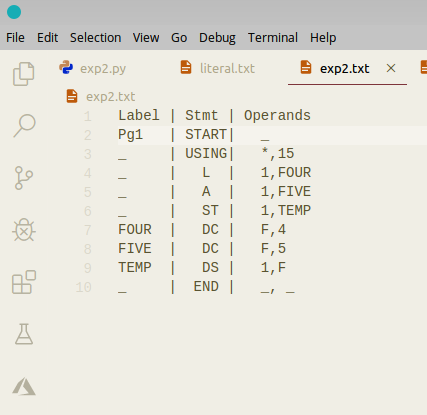 File Edit Selection View Go Debug Terminal Help
exp2.py literal.txt exp2.txt ×
exp2.txt
1 Label | Stmt | Operands
2 Pg1   | START|   _
3 _     | USING|   *,15
4 _     |   L  |   1,FOUR
5 _     |   A  |   1,FIVE
6 _     |   ST |   1,TEMP
7 FOUR  |   DC |   F,4
8 FIVE  |   DC |   F,5
9 TEMP  |   DS |   1,F
10 _     |  END |   _, _